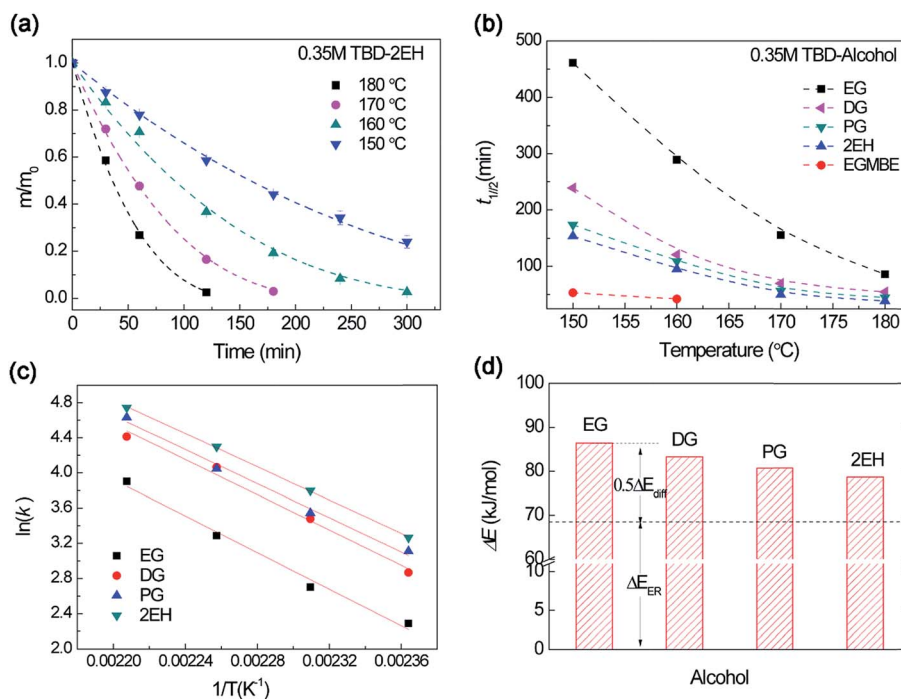 (a)
0.35M TBD-2EH
180 °C
170 °C
160 °C
150 °C
m/m0
1.0
0.8
0.6
0.4
0.2
0.0
0 50 100 150 200 250 300
Time (min)
(b)
0.35M TBD-Alcohol
EG
DG
PG
2EH
EGMBE
t1/2(min)
500
400
300
200
100
150 155 160 165 170 175 180
Temperature (°C)
(c)
ln(k)
4.8
4.4
4.0
3.6
3.2
2.8
2.4
2.0
EG
DG
PG
2EH
0.00220 0.00224 0.00228 0.00232 0.00236
1/T(K-1)
(d)
ΔE (kJ/mol)
100
90
80
70
60
10
5
0
EG
DG
PG
2EH
0.5ΔEdiff
ΔEER
Alcohol